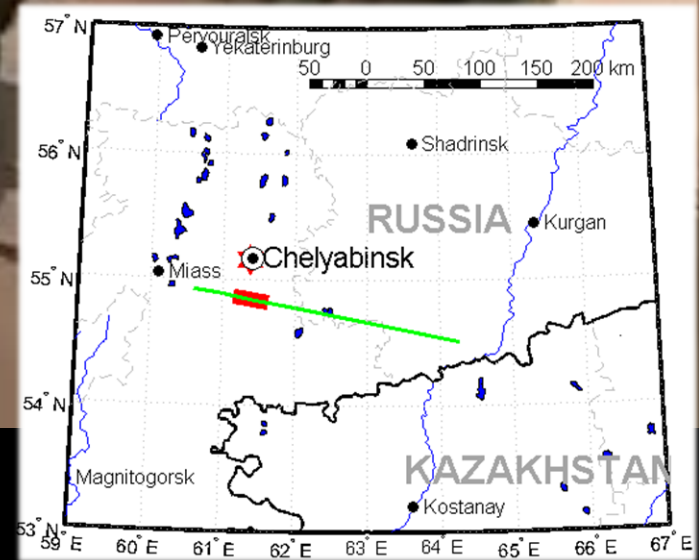 57° N
Pervouralsk
Yekaterinburg
50 0 50 100 150 200 km
56° N
Shadrinsk
RUSSIA
Kurgan
Chelyabinsk
55° N
Miass
54° N
KAZAKHSTAN
Magnitogorsk
Kostanay
53° N
59° E 60° E 61° E 62° E 63° E 64° E 65° E 66° E 67° E